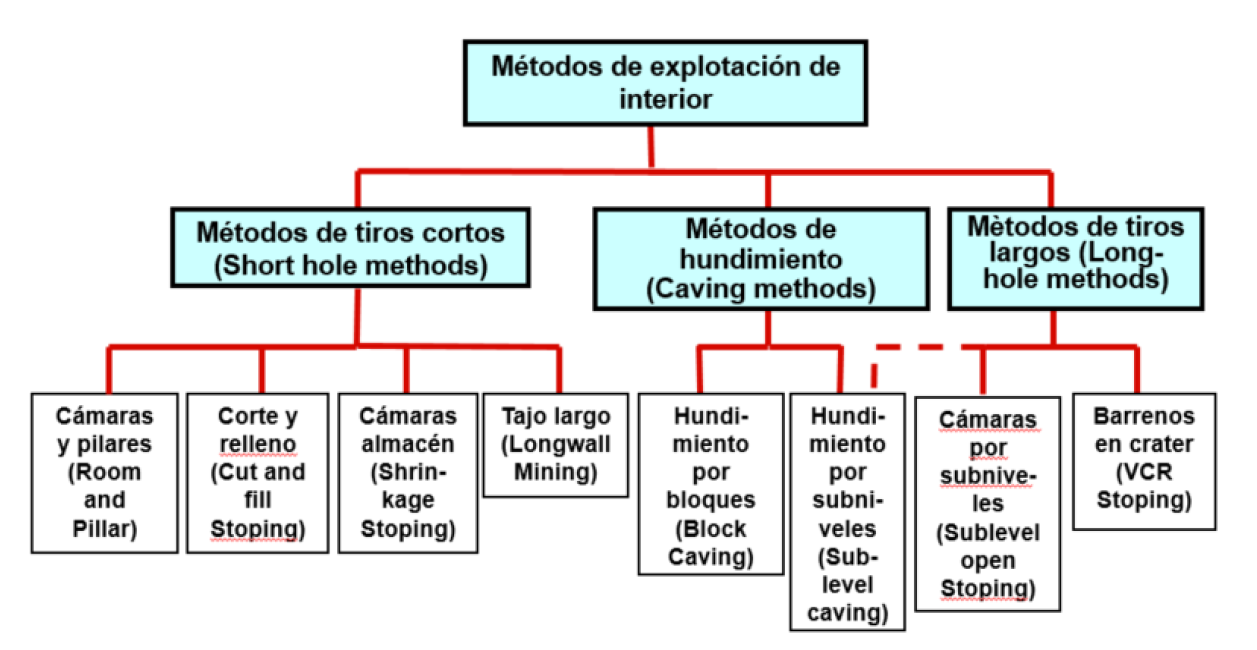 Métodos de explotación de
interior
Métodos de tiros cortos
(Short hole methods)
Métodos de
hundimiento
(Caving methods)
Mètodos de tiros
largos (Long-
hole methods)
Cámaras
y pilares
(Room
and
Pillar)
Corte y
relleno
(Cut and
fill
Stoping)
Cámaras
almacén
(Shrin-
kage
Stoping)
Tajo largo
(Longwall
Mining)
Hundi-
miento
por
bloques
(Block
Caving)
Hundi-
miento
por
subni-
veles
(Sub-
level
caving)
Cámaras
por
subnive-
les
(Sublevel
open
Stoping)
Barrenos
en crater
(VCR
Stoping)